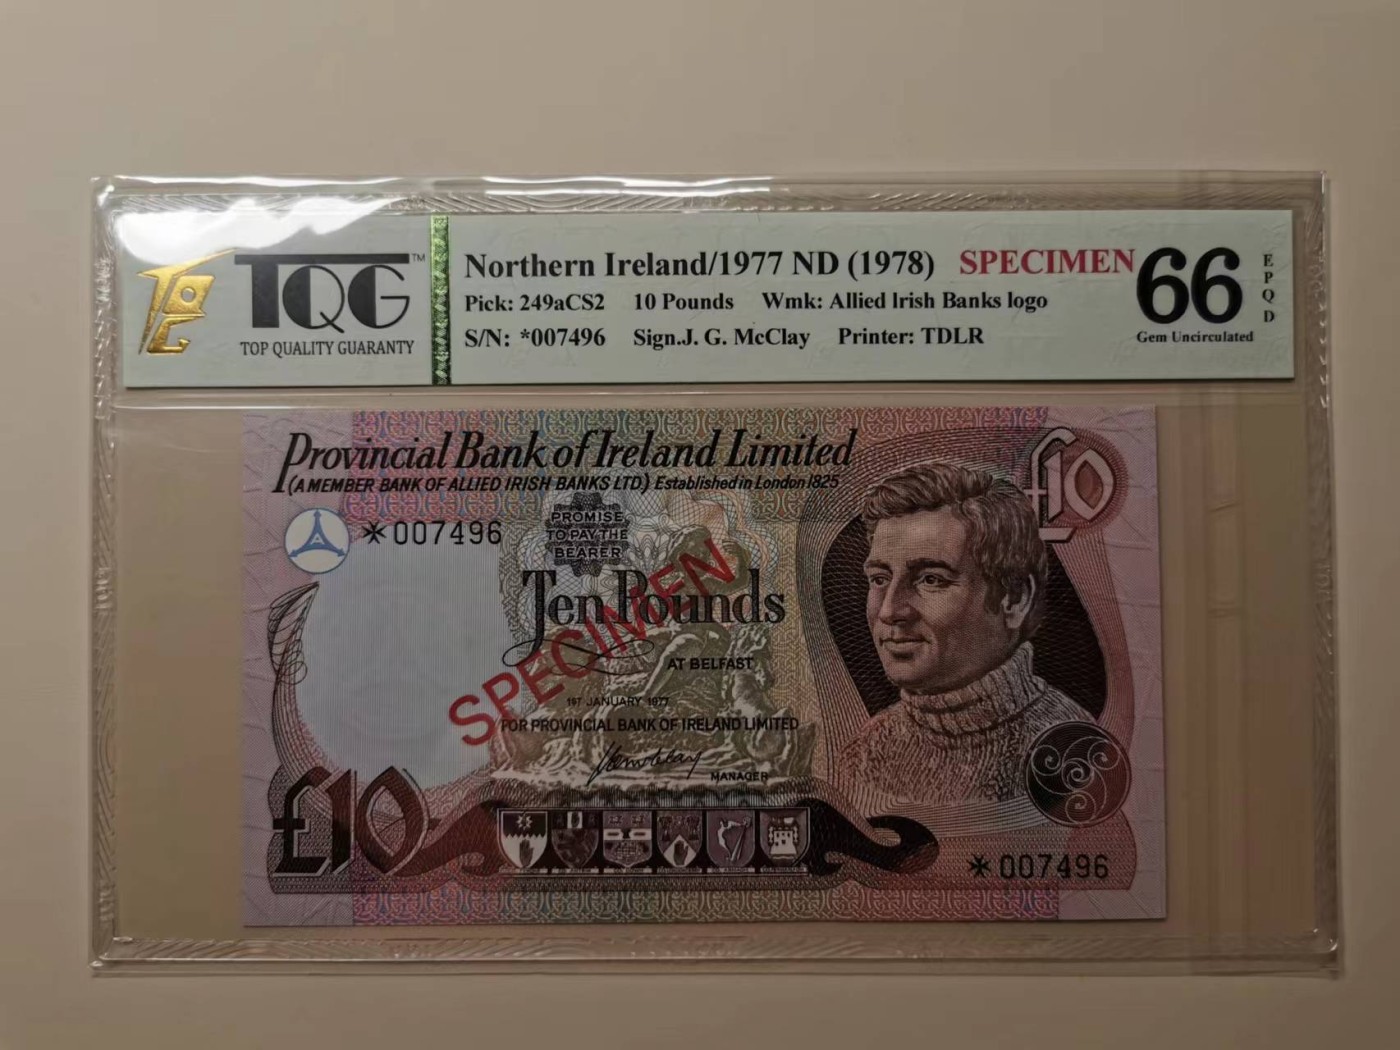 TQG™
TOP QUALITY GUARANTY
Northern Ireland/1977 ND (1978) SPECIMEN
Pick: 249aCS2 10 Pounds Wmk: Allied Irish Banks logo
S/N: *007496 Sign.J. G. McClay Printer: TDLR
66
Gem Uncirculated
EPQD
Provincial Bank of Ireland Limited
(A MEMBER BANK OF ALLIED IRISH BANKS LTD.) Established in London 1825
£10
*007496
PROMISE
TO PAY THE
BEARER
Ten Pounds
SPECIMEN
AT BELFAST
1ST JANUARY 1977
FOR PROVINCIAL BANK OF IRELAND LIMITED
MANAGER
£10
*007496